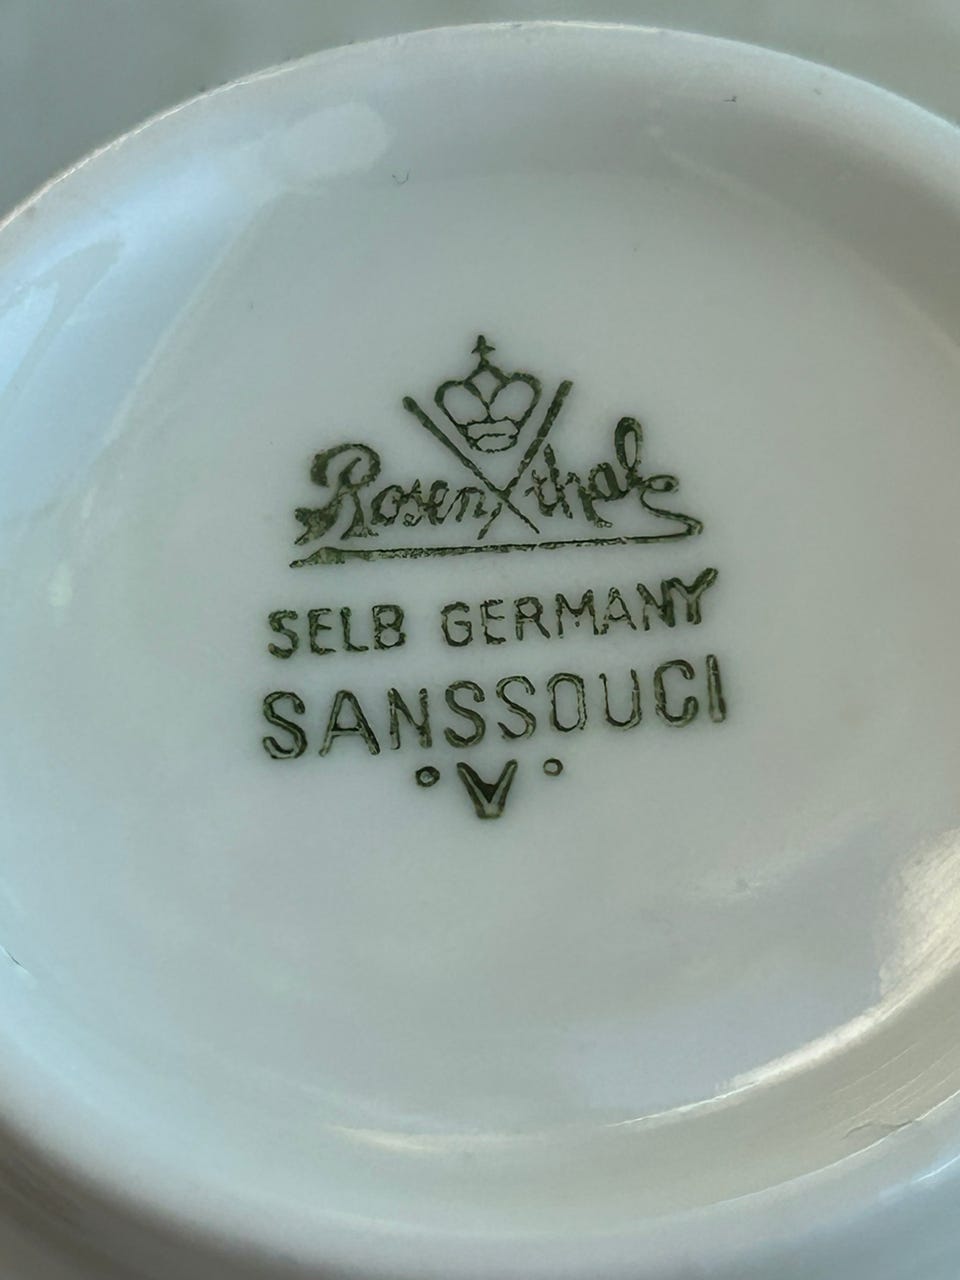 Rosenthal
SELB GERMANY
SANSSOUCI
V